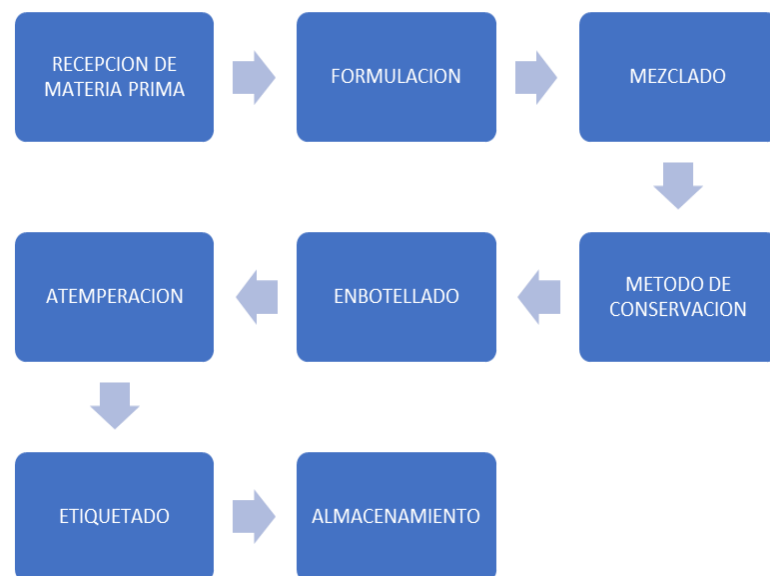 RECEPCION DE
MATERIA PRIMA
FORMULACION
MEZCLADO
METODO DE
CONSERVACION
ENBOTELLADO
ATEMPERACION
ETIQUETADO
ALMACENAMIENTO